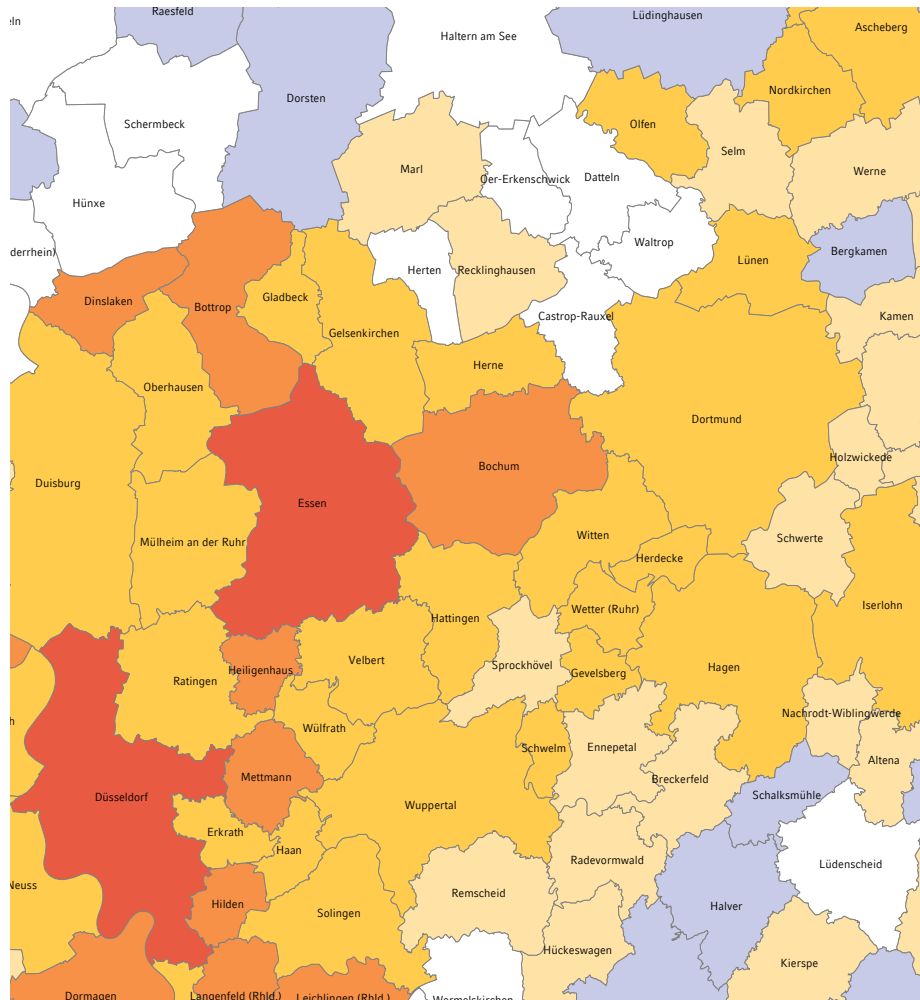 Raesfeld
Lüdinghausen
eln
Ascheberg
Haltern am See
Nordkirchen
Dorsten
Schermbeck
Olfen
Selm
Marl
Werne
Oer-Erkenschwick
Datteln
Hünxe
Waltrop
derrhein)
Bergkamen
Lünen
Herten
Recklinghausen
Dinslaken
Gladbeck
Bottrop
Castrop-Rauxel
Kamen
Gelsenkirchen
Herne
Oberhausen
Dortmund
Holzwickede
Bochum
Duisburg
Essen
Witten
Schwerte
Mülheim an der Ruhr
Herdecke
Iserlohn
Wetter (Ruhr)
Hattingen
Velbert
Sprockhövel
Hagen
Heiligenhaus
Gevelsberg
Ratingen
Nachrodt-Wiblingwerde
h
Wülfrath
Schwelm
Ennepetal
Altena
Mettmann
Breckerfeld
Düsseldorf
Schalksmühle
Wuppertal
Erkrath
Haan
Radevormwald
Lüdenscheid
Neuss
Remscheid
Hilden
Halver
Solingen
Hückeswagen
Kierspe
Dormagen
Langenfeld (Rhld.)
Leichlingen (Rhld.)
Wermelskirchen